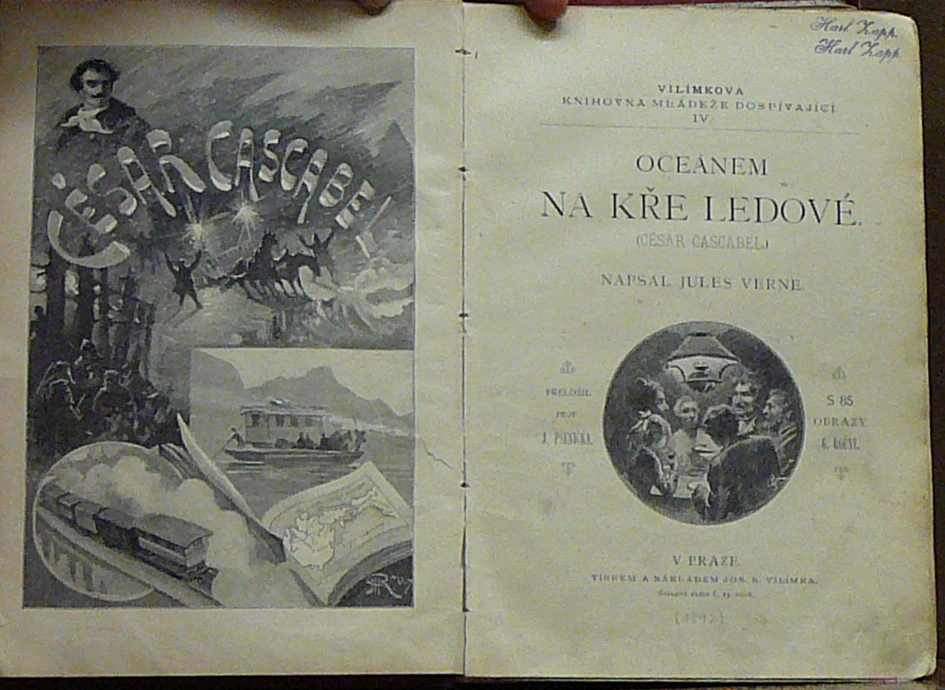 CÉSAR CASCABEL
Karl Zapp
Karl Zapp
VILÍMKOVA
KNIHOVNA MLÁDEŽE DOSPÍVAJÍCÍ
IV.
OCEÁNEM
NA KŘE LEDOVÉ.
(CÉSAR CASCABEL)
NAPSAL JULES VERNE.
PŘELOŽIL
PROF.
S 85
OBRAZY
V PRAZE.
TISKEM A NÁKLADEM JOS. R. VILÍMKA.